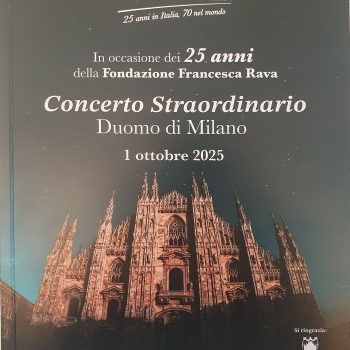 25 anni in Italia, 70 nel mondo
In occasione dei 25 anni
della Fondazione Francesca Rava
Concerto Straordinario
Duomo di Milano
1 ottobre 2025
Si ringrazia